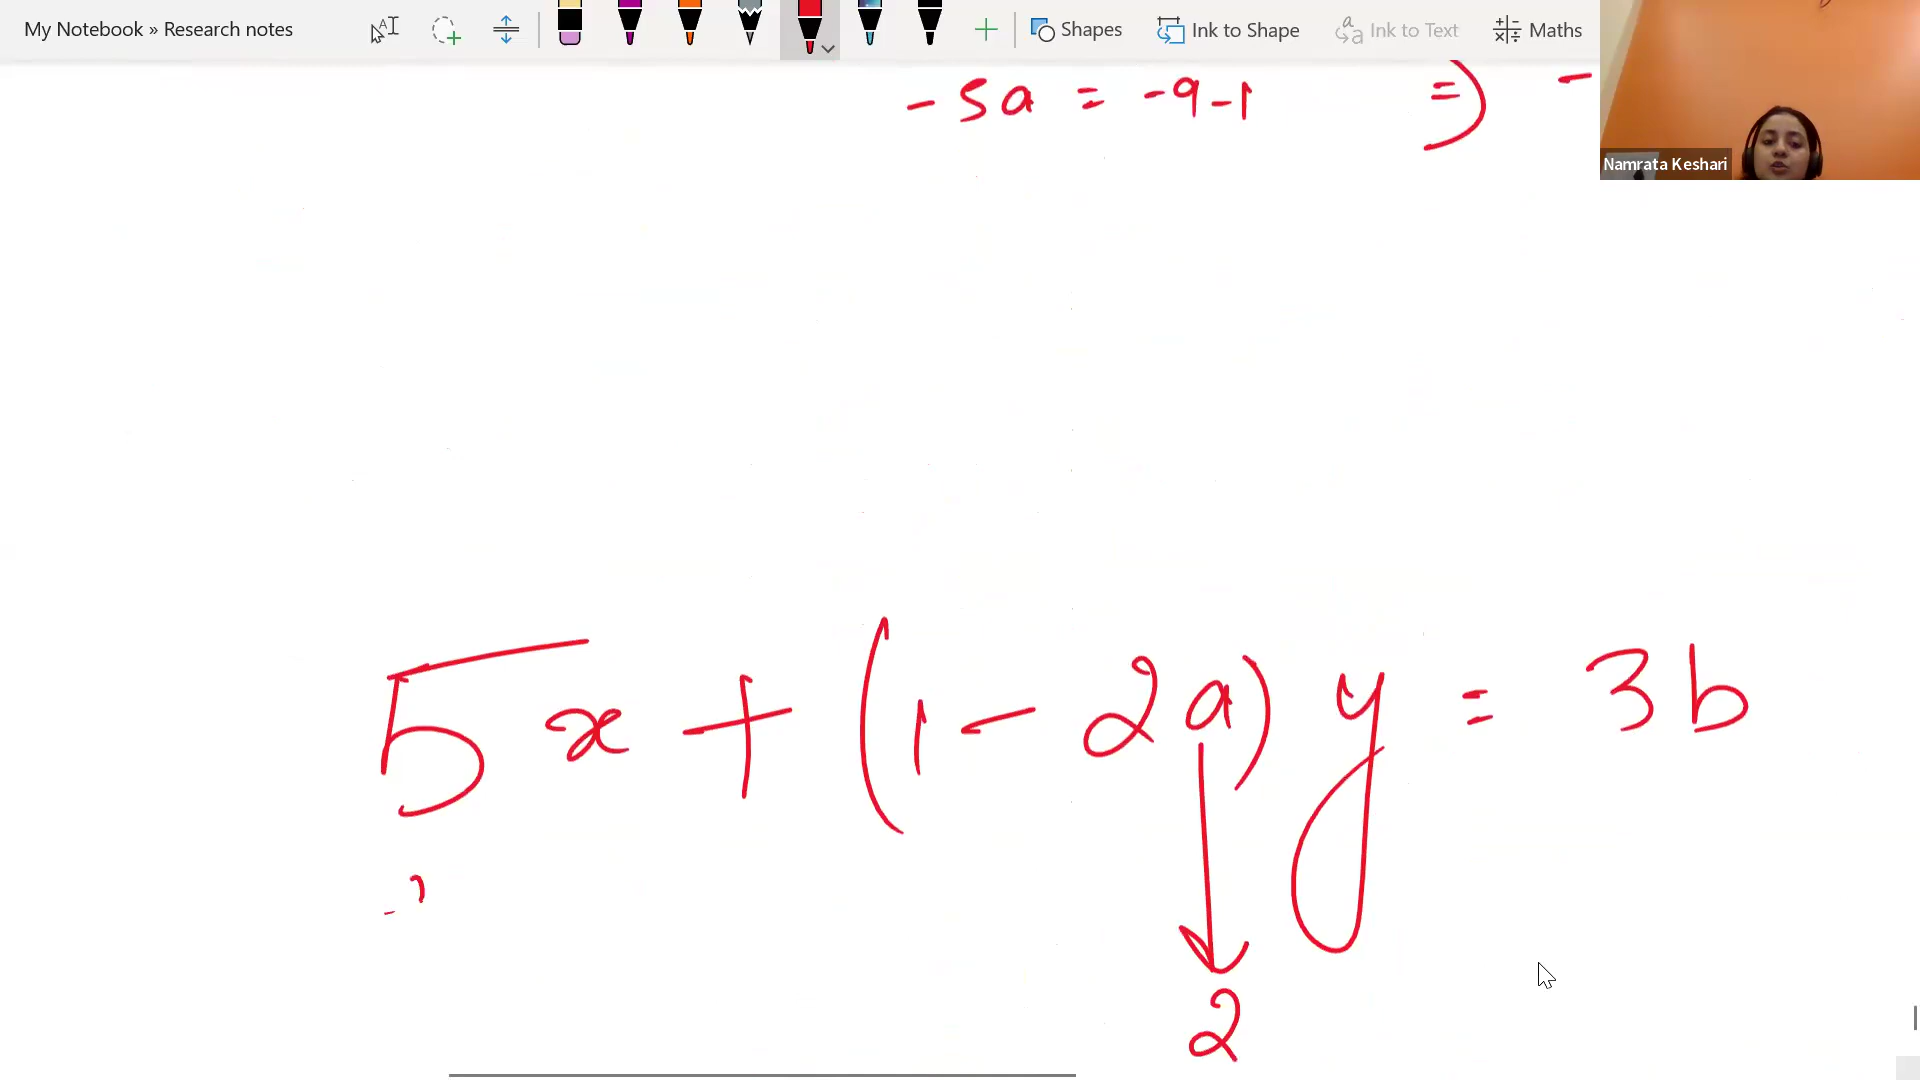 My Notebook » Research notes
Shapes
Ink to Shape
Ink to Text
Maths
Namrata Keshari
- 5a = -9-1 => -
5x + (1 - 2a) y = 3b
2